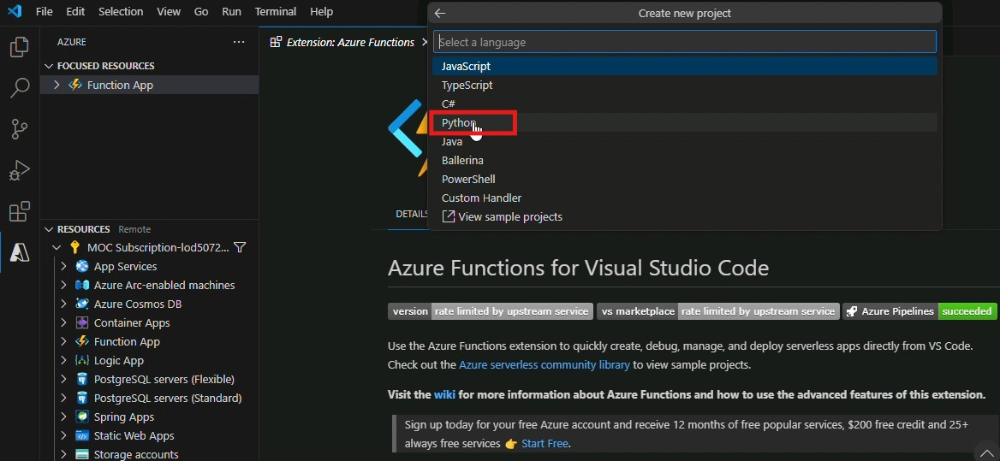 File Edit Selection View Go Run Terminal Help
Create new project
AZURE
Extension: Azure Functions
Select a language
FOCUSED RESOURCES
Function App
JavaScript
TypeScript
C#
Python
Java
Ballerina
PowerShell
Custom Handler
View sample projects
DETAILS
RESOURCES Remote
MOC Subscription-lod5072...
App Services
Azure Arc-enabled machines
Azure Cosmos DB
Container Apps
Function App
Logic App
PostgreSQL servers (Flexible)
PostgreSQL servers (Standard)
Spring Apps
Static Web Apps
Storage accounts
Azure Functions for Visual Studio Code
version rate limited by upstream service vs marketplace rate limited by upstream service Azure Pipelines succeeded
Use the Azure Functions extension to quickly create, debug, manage, and deploy serverless apps directly from VS Code.
Check out the Azure serverless community library to view sample projects.
Visit the wiki for more information about Azure Functions and how to use the advanced features of this extension.
Sign up today for your free Azure account and receive 12 months of free popular services, $200 free credit and 25+
always free services 👉 Start Free.